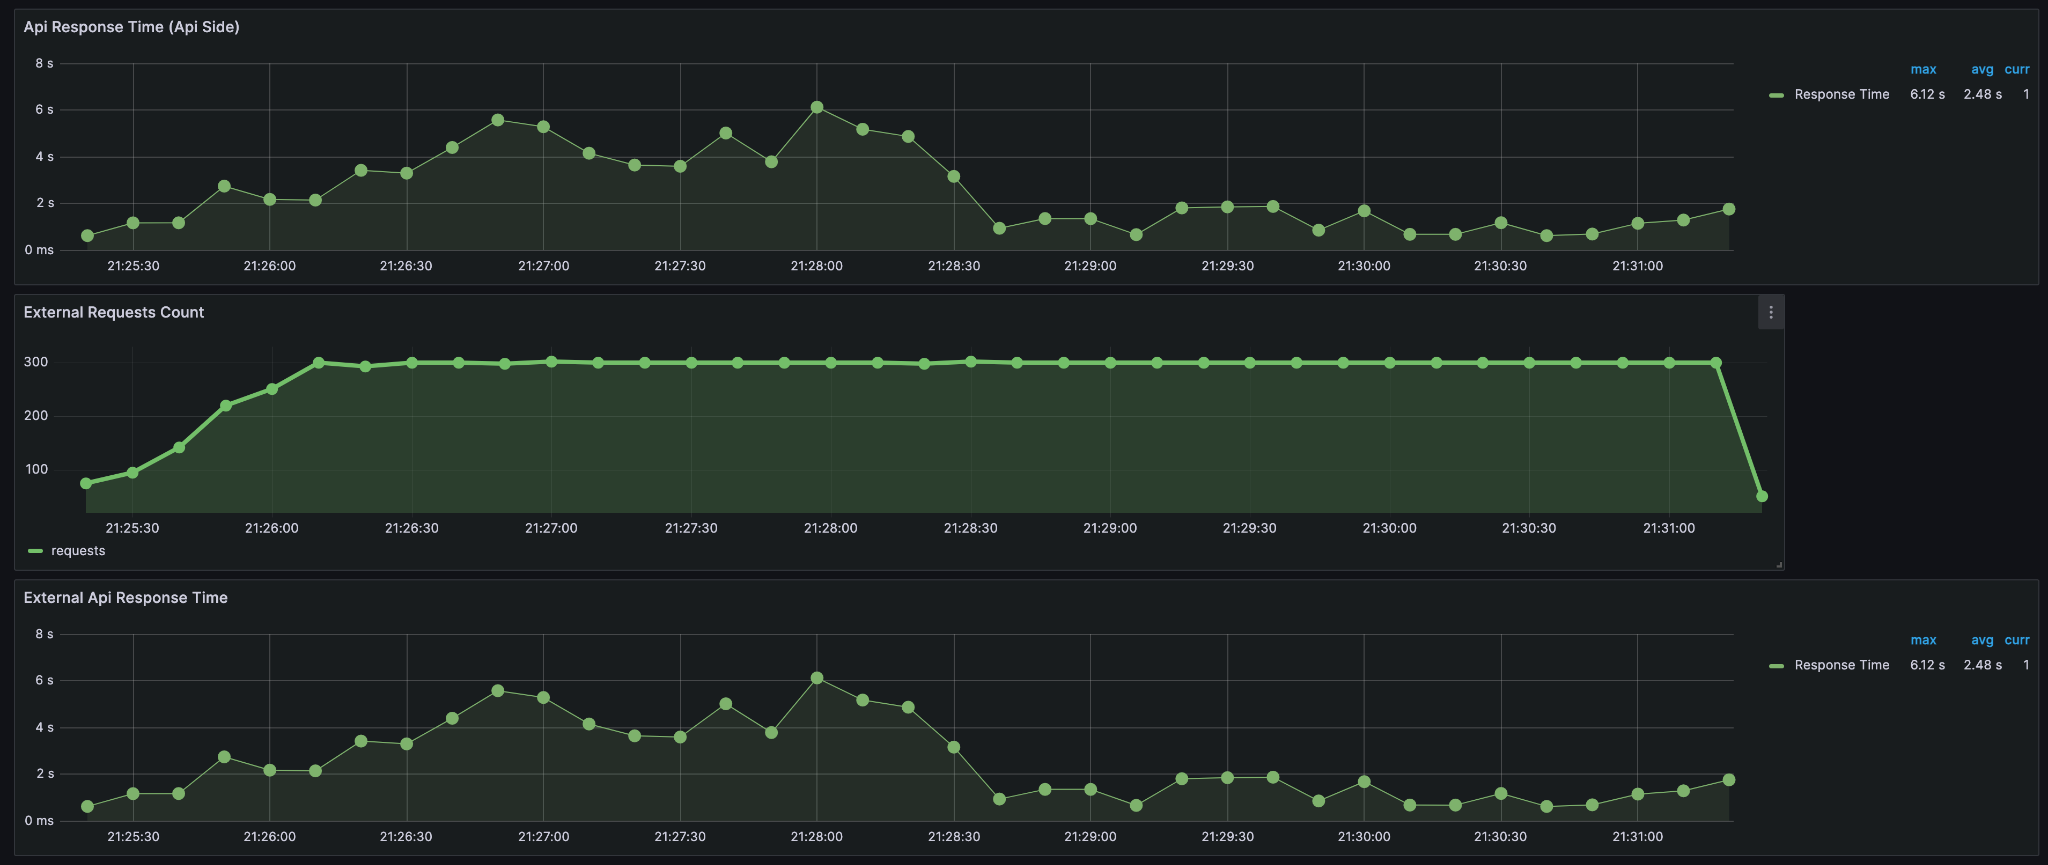 Api Response Time (Api Side)
8 s
6 s
4 s
2 s
0 ms
21:25:30 21:26:00 21:26:30 21:27:00 21:27:30 21:28:00 21:28:30 21:29:00 21:29:30 21:30:00 21:30:30 21:31:00
max avg curr
Response Time 6.12 s 2.48 s 1
External Requests Count
300
200
100
21:25:30 21:26:00 21:26:30 21:27:00 21:27:30 21:28:00 21:28:30 21:29:00 21:29:30 21:30:00 21:30:30 21:31:00
requests
External Api Response Time
8 s
6 s
4 s
2 s
0 ms
21:25:30 21:26:00 21:26:30 21:27:00 21:27:30 21:28:00 21:28:30 21:29:00 21:29:30 21:30:00 21:30:30 21:31:00
max avg curr
Response Time 6.12 s 2.48 s 1